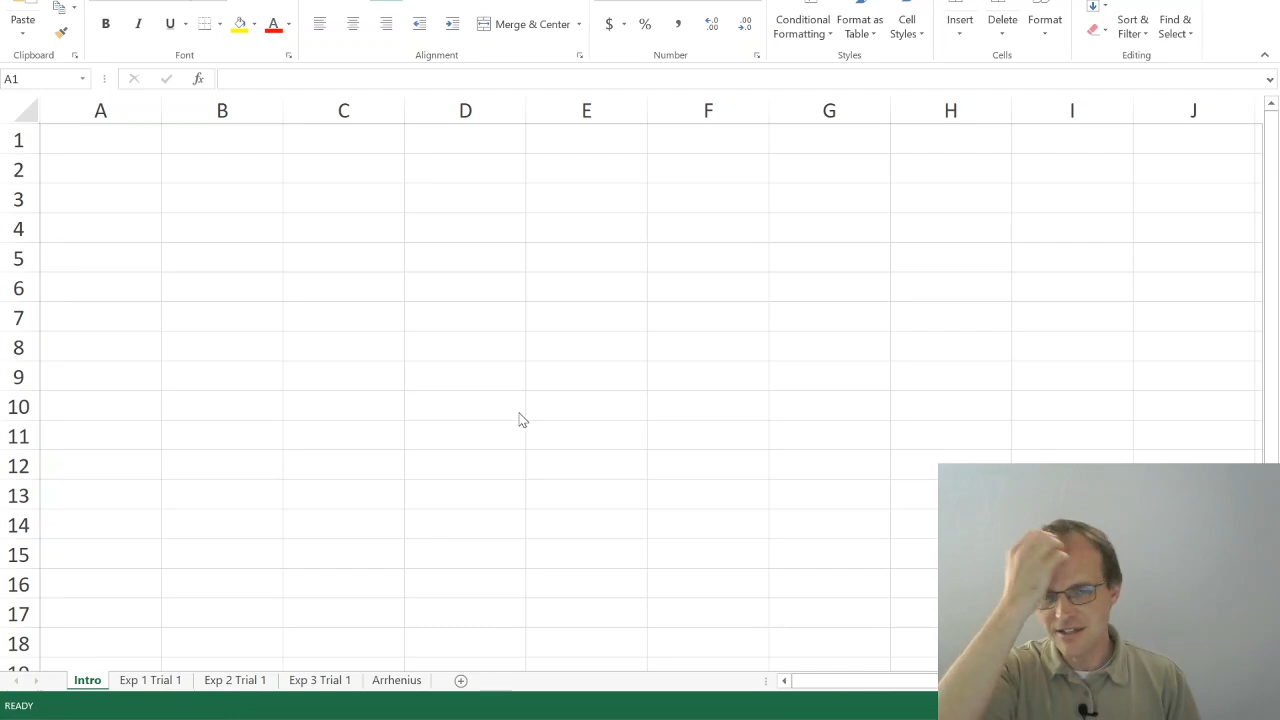 Paste
B I U
A
Merge & Center
$ % ,
Conditional Formatting
Format as Table
Cell Styles
Insert
Delete
Format
Sort & Filter
Find & Select
Clipboard
Font
Alignment
Number
Styles
Cells
Editing
A1
fx
A B C D E F G H I J
1
2
3
4
5
6
7
8
9
10
11
12
13
14
15
16
17
18
Intro
Exp 1 Trial 1
Exp 2 Trial 1
Exp 3 Trial 1
Arrhenius
READY